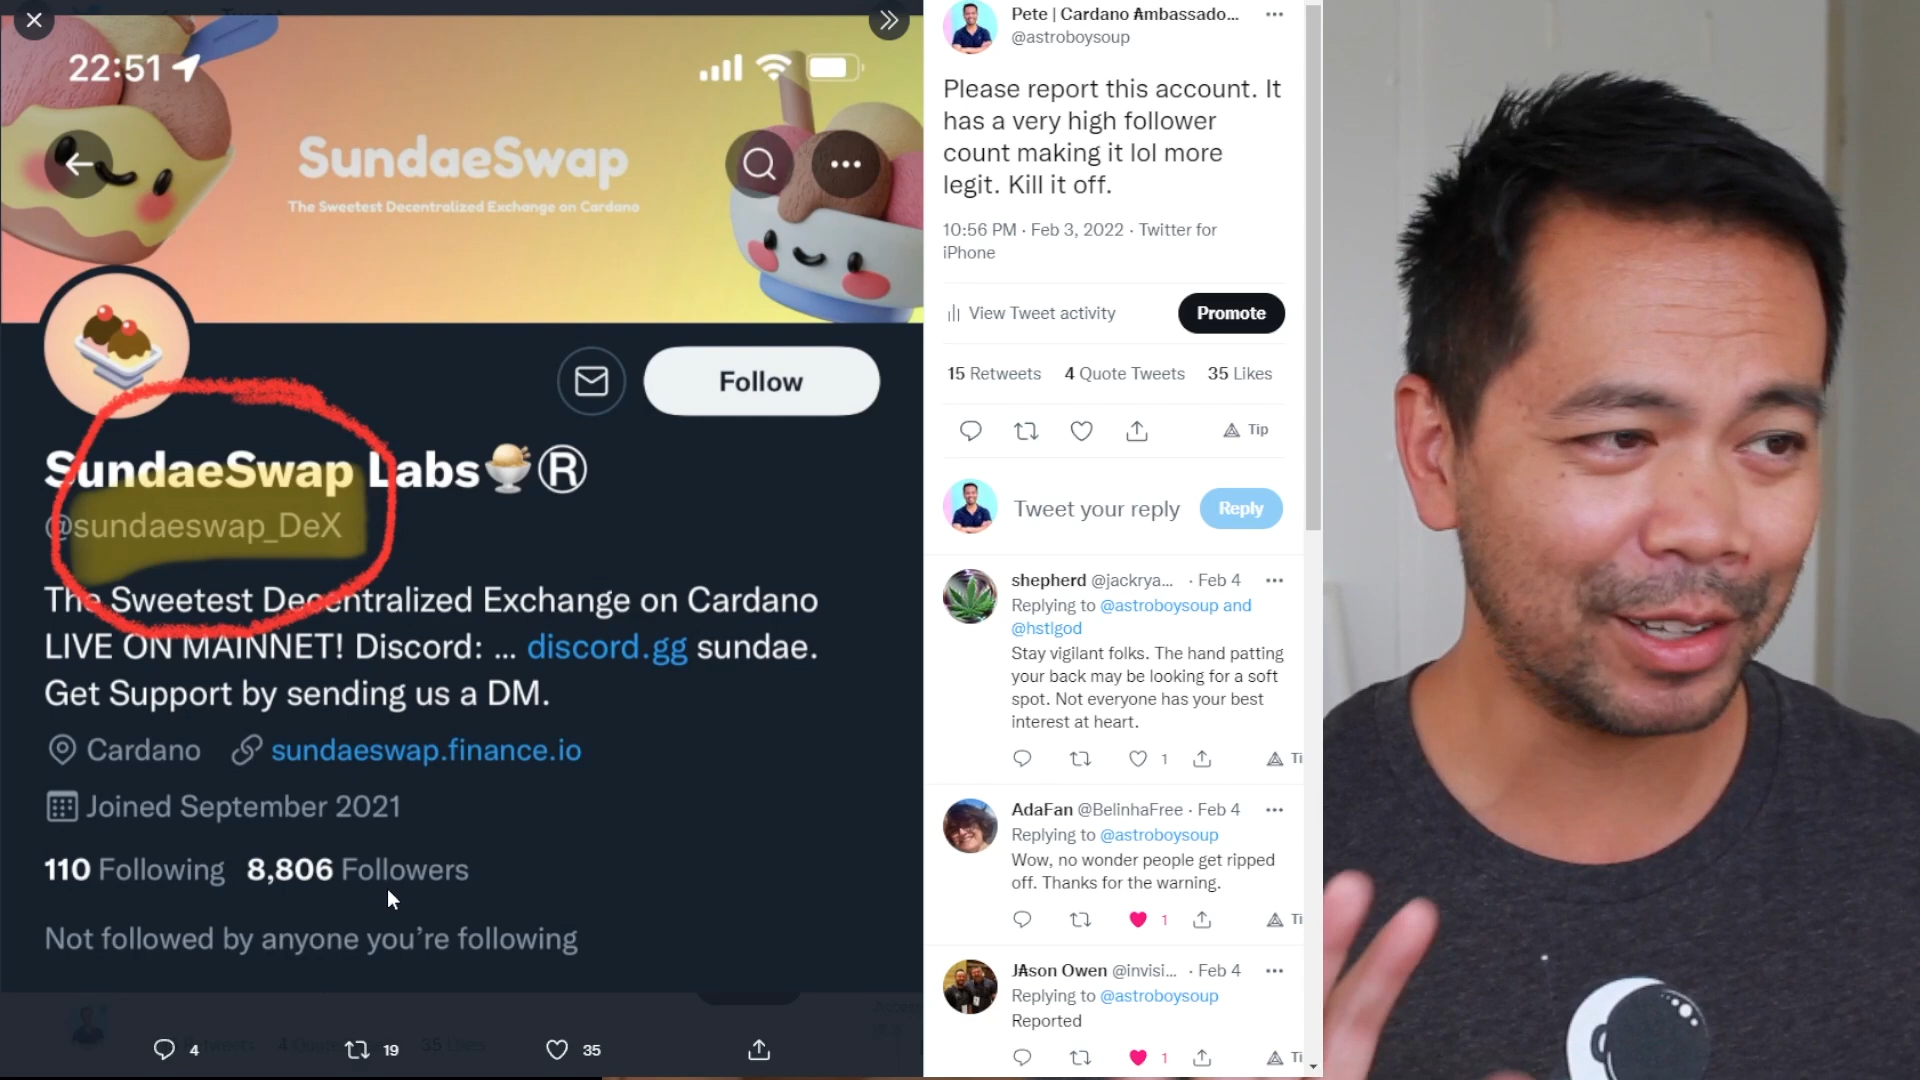 22:51
SundaeSwap
The Sweetest Decentralized Exchange on Cardano
Follow
SundaeSwap Labs🍨Ⓡ
@sundaeswap_DeX
The Sweetest Decentralized Exchange on Cardano
LIVE ON MAINNET! Discord: ... discord.gg sundae.
Get Support by sending us a DM.
Cardano sundaeswap.finance.io
Joined September 2021
110 Following 8,806 Followers
Not followed by anyone you're following
4 19 35
Pete | Cardano ₳mbassado...
@astroboysoup
Please report this account. It
has a very high follower
count making it lol more
legit. Kill it off.
10:56 PM · Feb 3, 2022 · Twitter for
iPhone
View Tweet activity Promote
15 Retweets 4 Quote Tweets 35 Likes
Tip
Tweet your reply Reply
shepherd @jackrya... · Feb 4
Replying to @astroboysoup and
@hstlgod
Stay vigilant folks. The hand patting
your back may be looking for a soft
spot. Not everyone has your best
interest at heart.
1 Ti
AdaFan @BelinhaFree · Feb 4
Replying to @astroboysoup
Wow, no wonder people get ripped
off. Thanks for the warning.
1 Ti
J₳son Owen @invisi... · Feb 4
Replying to @astroboysoup
Reported
1 Ti